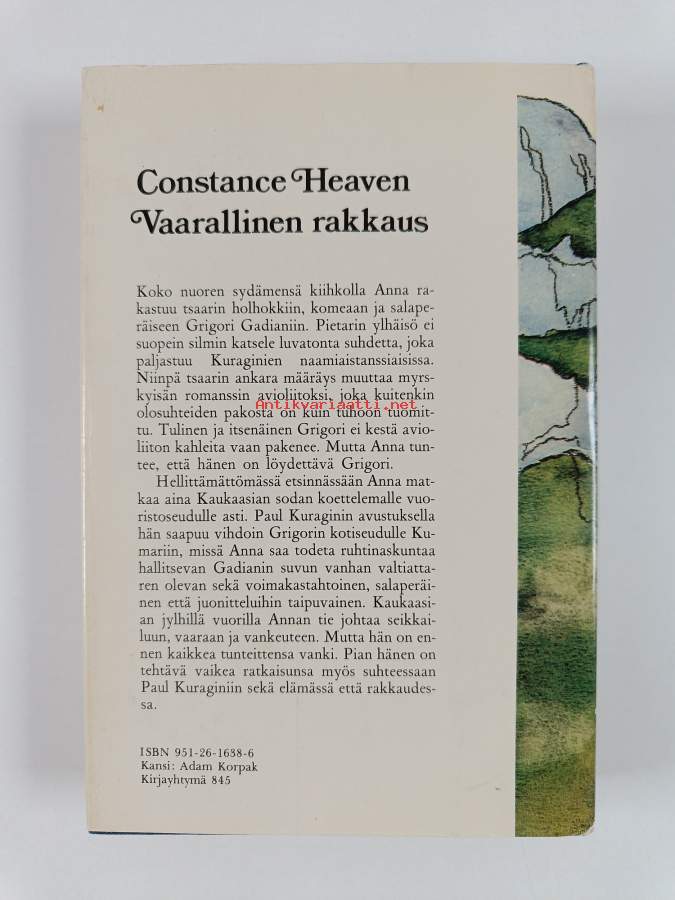 Constance Heaven
Vaarallinen rakkaus
Koko nuoren sydämensä kiihkolla Anna ra-
kastuu tsaarin holhokkiin, komeaan ja salape-
räiseen Grigori Gadianiin. Pietarin ylhäisö ei
suopein silmin katsele luvatonta suhdetta, joka
paljastuu Kuraginien naamiaistanssiaisissa.
Niinpä tsaarin ankara määräys muuttaa myrs-
kyisän romanssin avioliitoksi, joka kuitenkin
Antikvariaatti.net
olosuhteiden pakosta on kuin tuhoon tuomit-
tu. Tulinen ja itsenäinen Grigori ei kestä avio-
liiton kahleita vaan pakenee. Mutta Anna tun-
tee, että hänen on löydettävä Grigori.
Hellittämättömässä etsinnässään Anna mat-
kaa aina Kaukaasian sodan koettelemalle vuo-
ristoseudulle asti. Paul Kuraginin avustuksella
hän saapuu vihdoin Grigorin kotiseudulle Ku-
mariin, missä Anna saa todeta ruhtinaskuntaa
hallitsevan Gadianin suvun vanhan valtiatta-
ren olevan sekä voimakastahtoinen, salaperäi-
nen että juonitteluihin taipuvainen. Kaukaasi-
an jylhillä vuorilla Annan tie johtaa seikkai-
luun, vaaraan ja vankeuteen. Mutta hän on en-
nen kaikkea tunteittensa vanki. Pian hänen on
tehtävä vaikea ratkaisunsa myös suhteessaan
Paul Kuraginiin sekä elämässä että rakkaudes-
sa.
ISBN 951-26-1638-6
Kansi: Adam Korpak
Kirjayhtymä 845